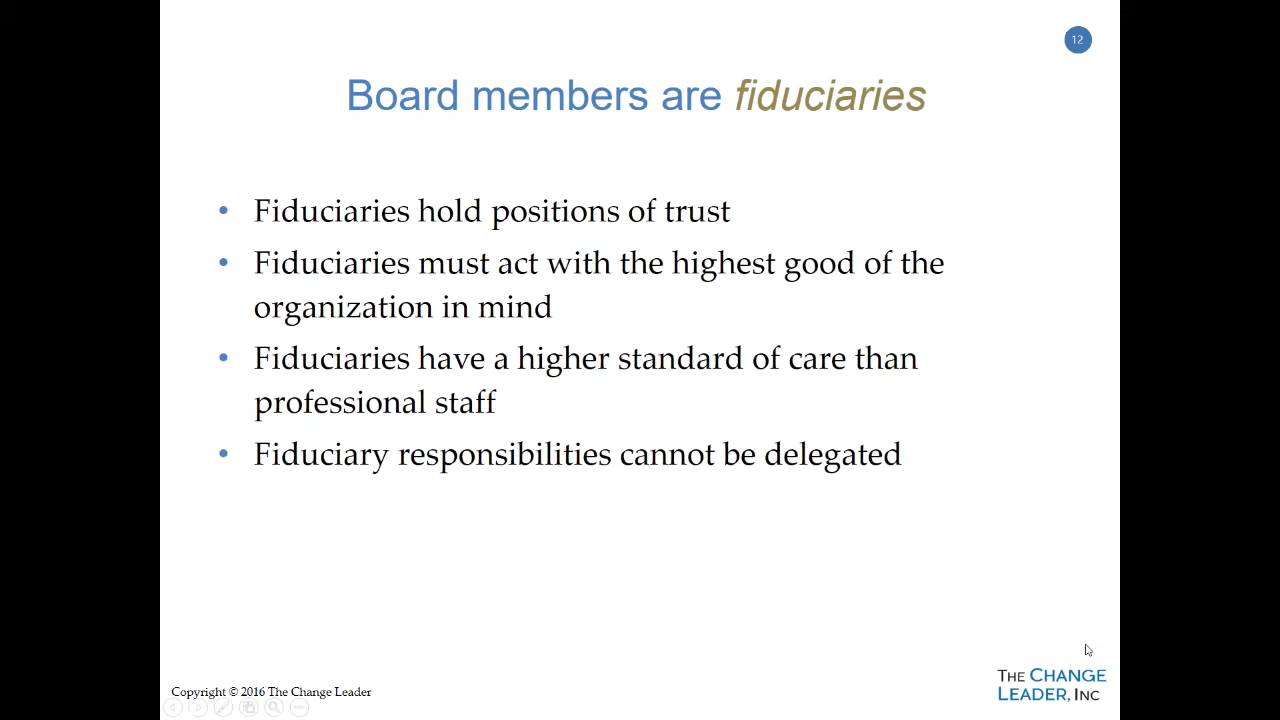 12
Board members are fiduciaries
• Fiduciaries hold positions of trust
• Fiduciaries must act with the highest good of the
organization in mind
• Fiduciaries have a higher standard of care than
professional staff
• Fiduciary responsibilities cannot be delegated
Copyright © 2016 The Change Leader
THE CHANGE
LEADER, INC